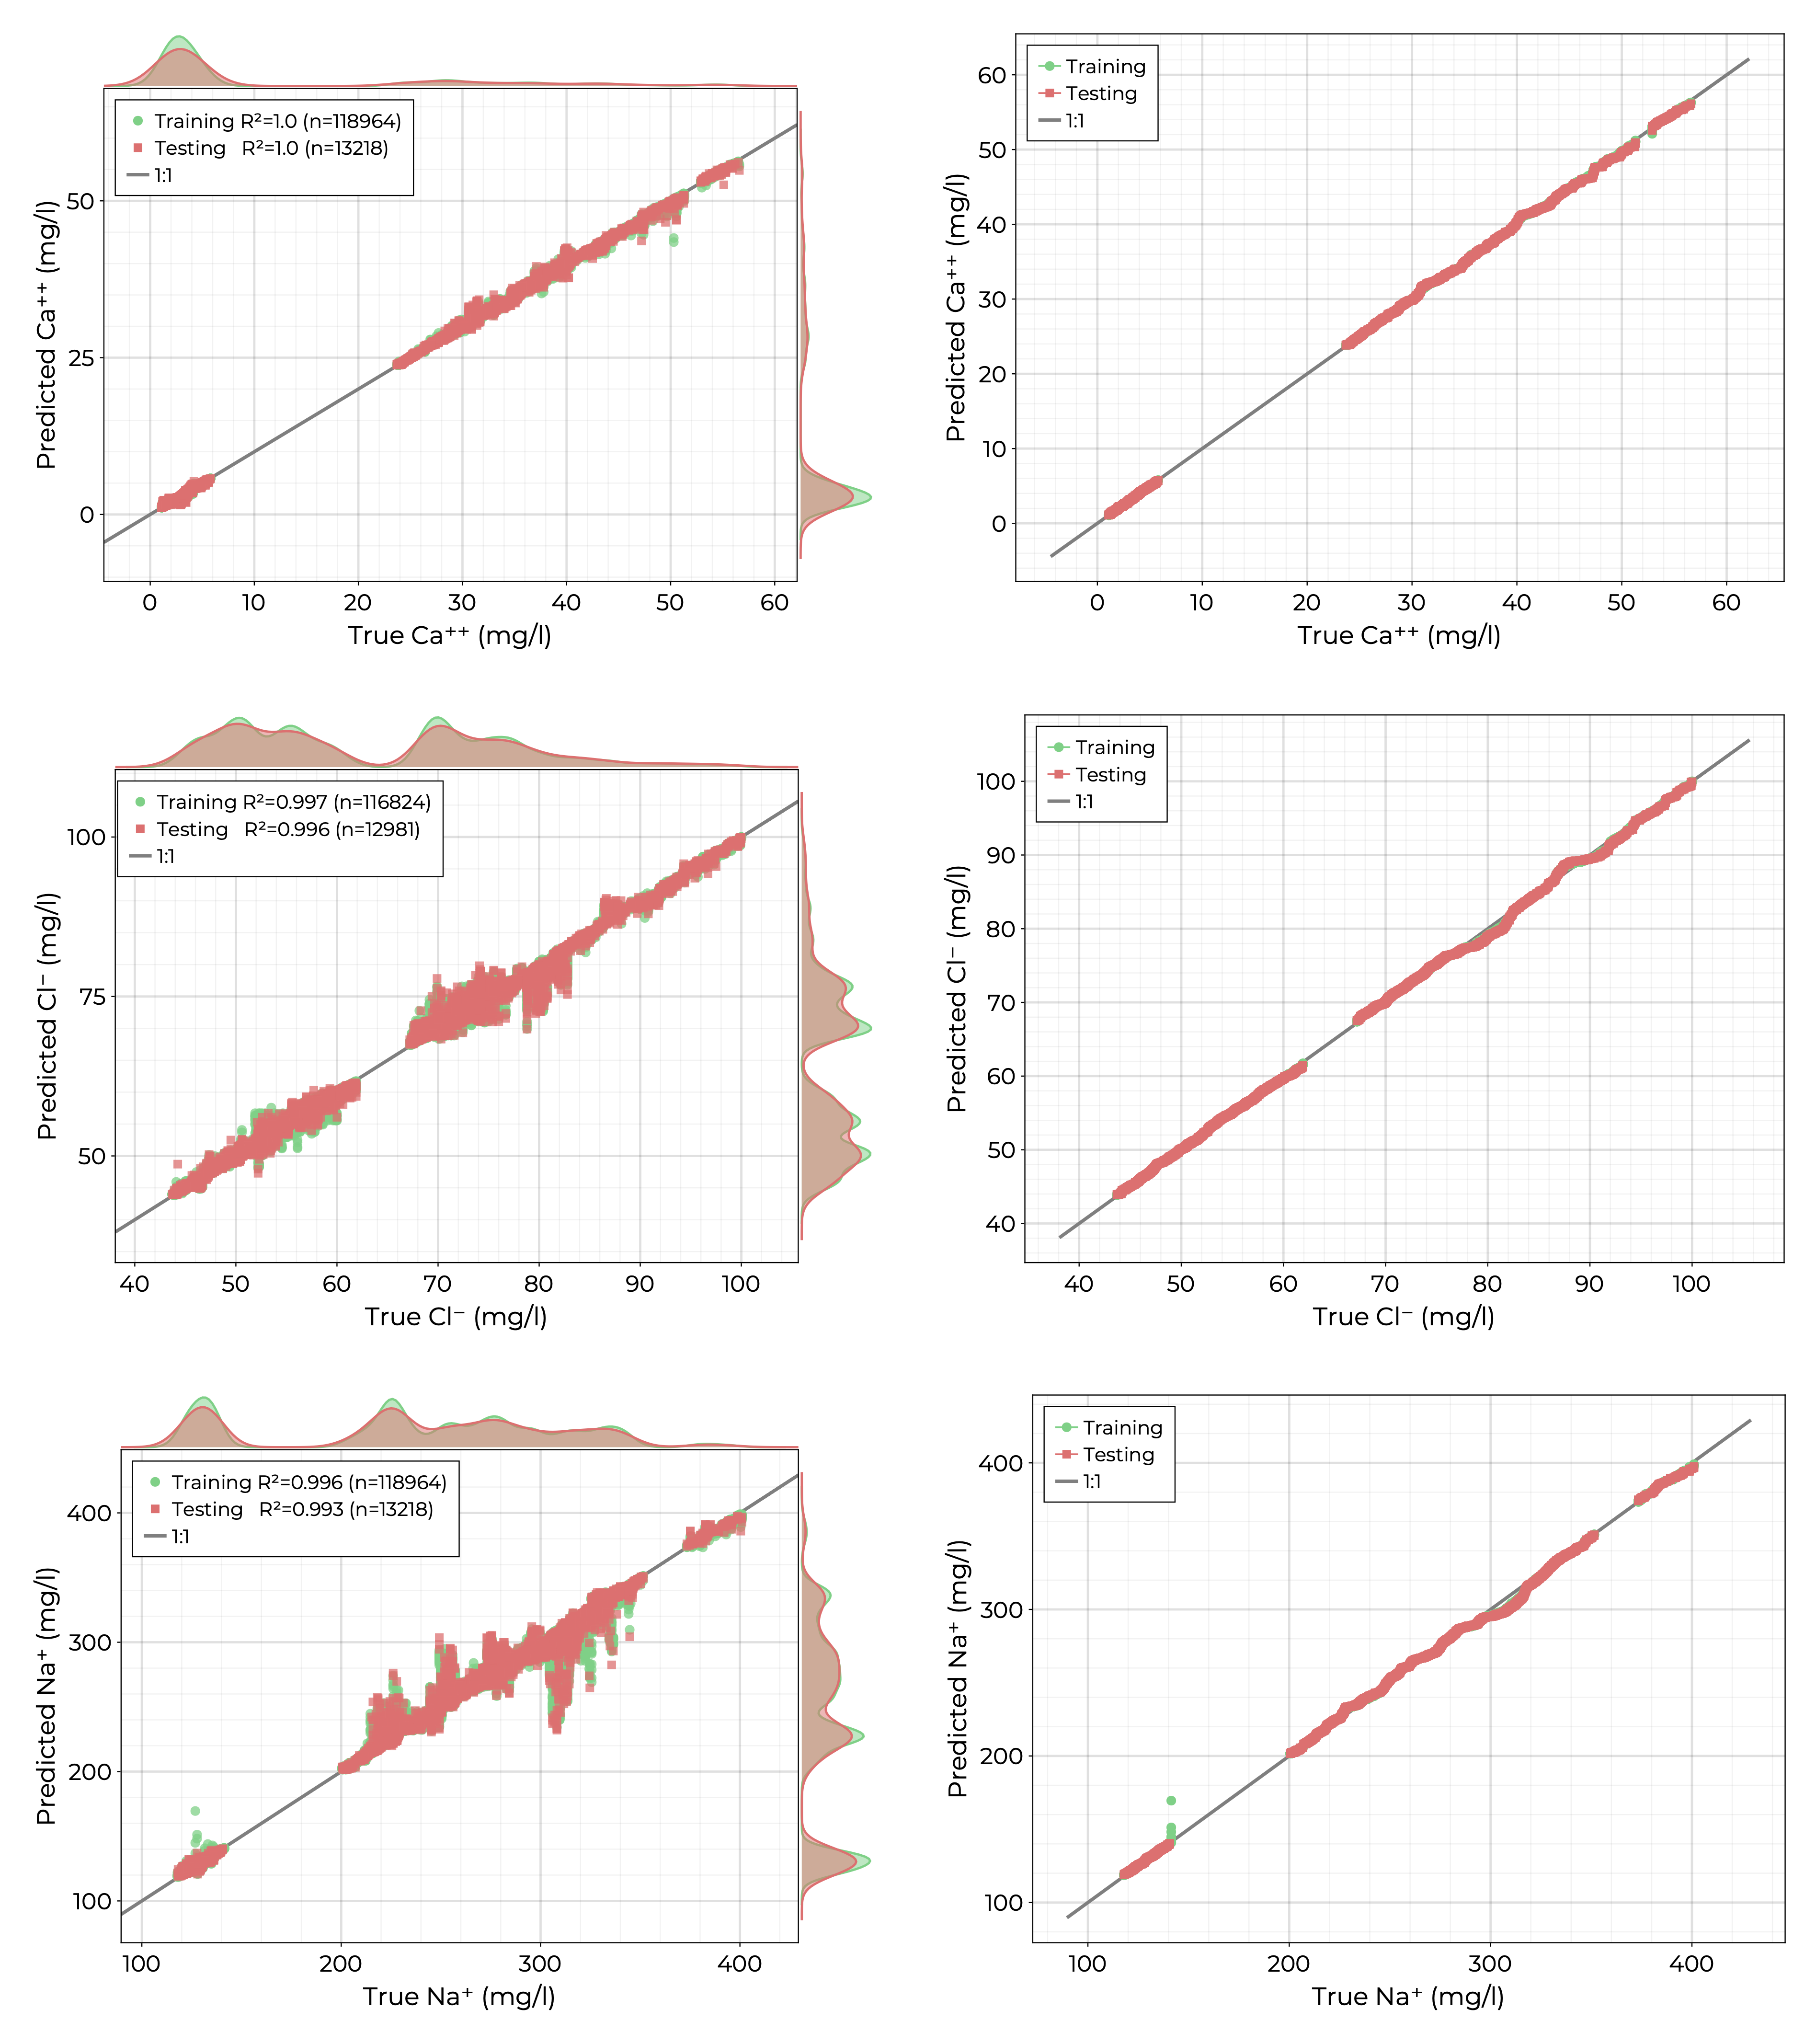 Training R²=1.0 (n=118964)
Testing R²=1.0 (n=13218)
1:1
50
25
0
Predicted Ca⁺⁺ (mg/l)
0 10 20 30 40 50 60
True Ca⁺⁺ (mg/l)
Training
Testing
1:1
60
50
40
30
20
10
0
Predicted Ca⁺⁺ (mg/l)
0 10 20 30 40 50 60
True Ca⁺⁺ (mg/l)
Training R²=0.997 (n=116824)
Testing R²=0.996 (n=12981)
1:1
100
75
50
Predicted Cl⁻ (mg/l)
40 50 60 70 80 90 100
True Cl⁻ (mg/l)
Training
Testing
1:1
100
90
80
70
60
50
40
Predicted Cl⁻ (mg/l)
40 50 60 70 80 90 100
True Cl⁻ (mg/l)
Training R²=0.996 (n=118964)
Testing R²=0.993 (n=13218)
1:1
400
300
200
100
Predicted Na⁺ (mg/l)
100 200 300 400
True Na⁺ (mg/l)
Training
Testing
1:1
400
300
200
100
Predicted Na⁺ (mg/l)
100 200 300 400
True Na⁺ (mg/l)